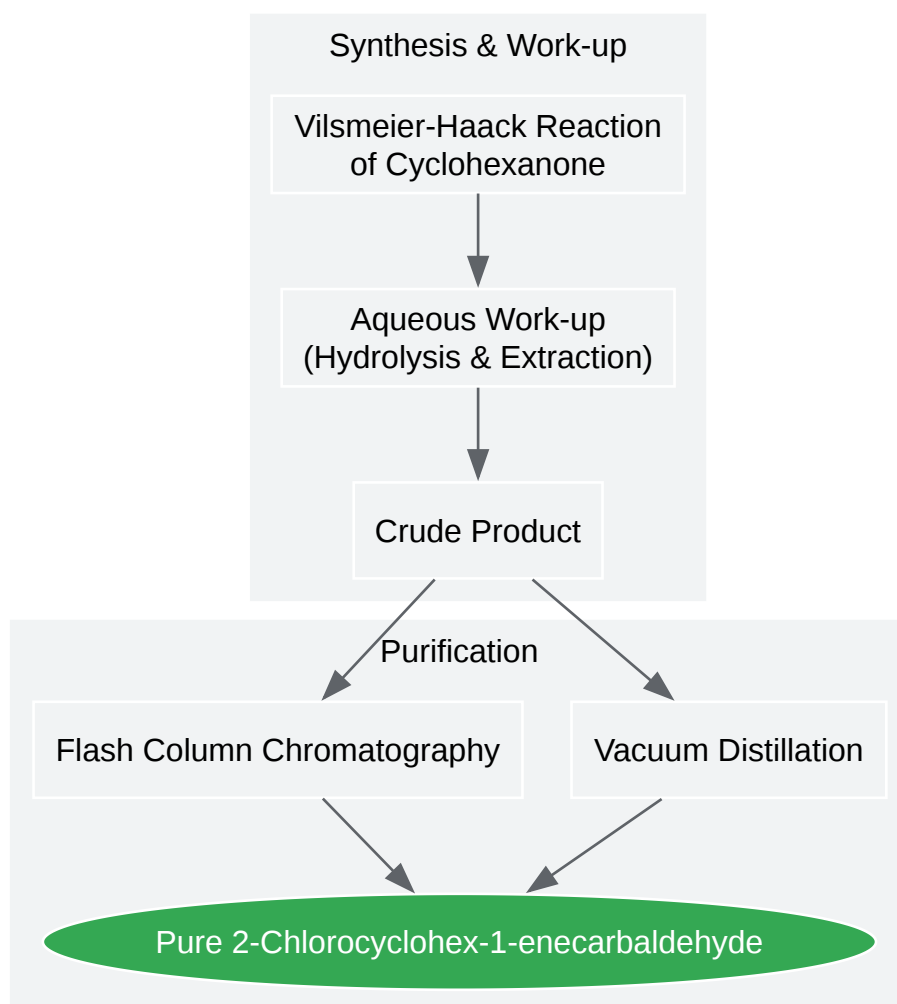 Synthesis & Work-up
Vilsmeier-Haack Reaction
of Cyclohexanone
Aqueous Work-up
(Hydrolysis & Extraction)
Crude Product
Purification
Flash Column Chromatography
Vacuum Distillation
Pure 2-Chlorocyclohex-1-enecarbaldehyde